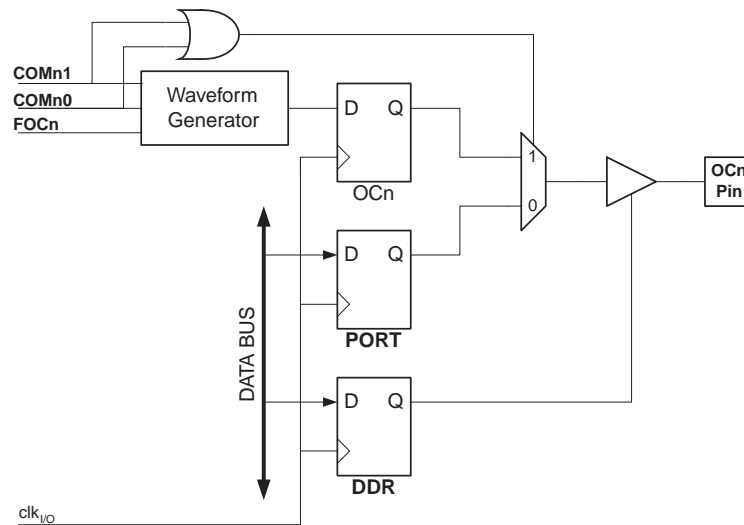 COMn1
COMn0
FOCn
Waveform
Generator
D Q
OCn
1
0
OCn
Pin
D Q
PORT
DATA BUS
D Q
DDR
clkI/O